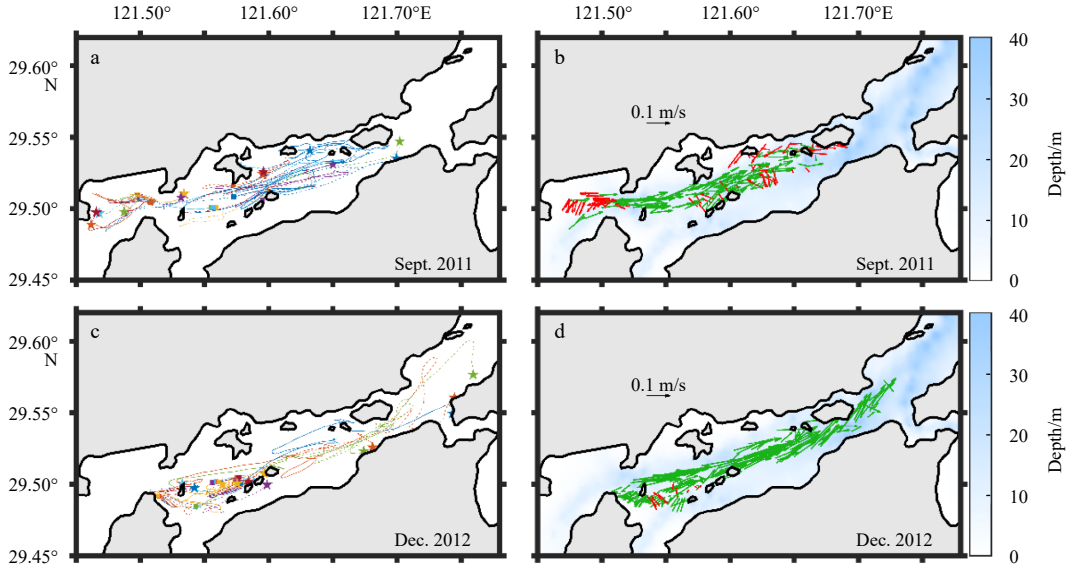 121.50° 121.60° 121.70°E 121.50° 121.60° 121.70°E
a b
29.60°
N
29.55°
29.50°
29.45°
0.1 m/s
Sept. 2011 Sept. 2011
40
30
20
10
0
Depth/m
c d
29.60°
N
29.55°
29.50°
29.45°
0.1 m/s
Dec. 2012 Dec. 2012
40
30
20
10
0
Depth/m